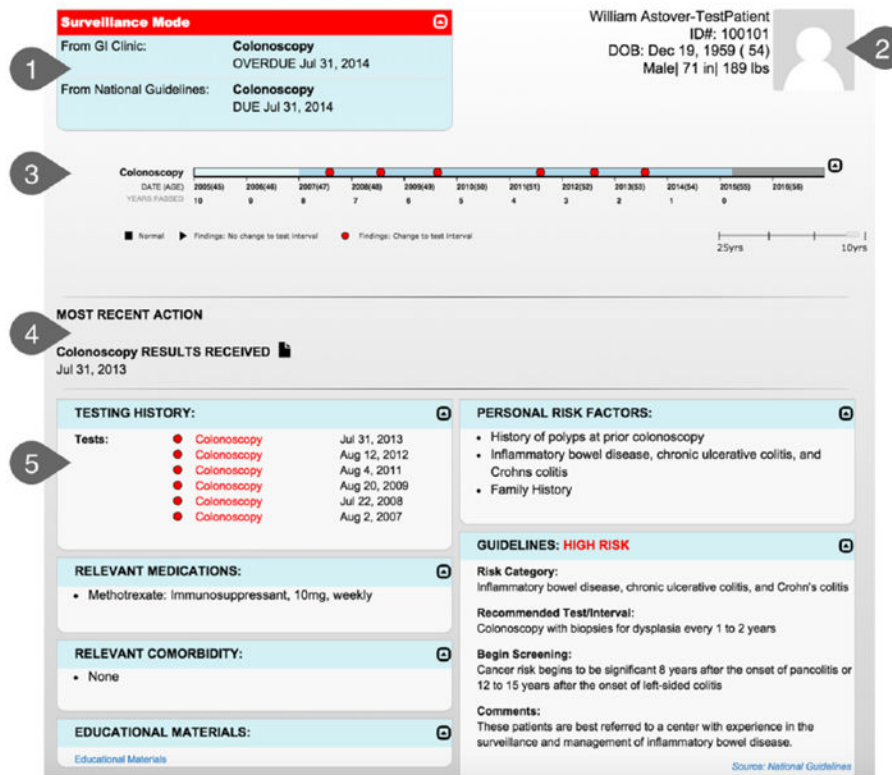 Surveillance Mode
From GI Clinic: Colonoscopy
OVERDUE Jul 31, 2014
From National Guidelines: Colonoscopy
DUE Jul 31, 2014
William Astover-TestPatient
ID#: 100101
DOB: Dec 19, 1959 ( 54)
Male| 71 in| 189 lbs
1
2
3
Colonoscopy
DATE (AGE) 2005(45) 2006(46) 2007(47) 2008(48) 2009(49) 2010(50) 2011(51) 2012(52) 2013(53) 2014(54) 2015(55) 2016(56)
YEARS PASSED 10 9 8 7 6 5 4 3 2 1 0
Normal Findings: No change to test interval Findings: Change to test interval
25yrs 10yrs
4
MOST RECENT ACTION
Colonoscopy RESULTS RECEIVED
Jul 31, 2013
5
TESTING HISTORY:
Tests: Colonoscopy Jul 31, 2013
Colonoscopy Aug 12, 2012
Colonoscopy Aug 4, 2011
Colonoscopy Aug 20, 2009
Colonoscopy Jul 22, 2008
Colonoscopy Aug 2, 2007
RELEVANT MEDICATIONS:
• Methotrexate: Immunosuppressant, 10mg, weekly
RELEVANT COMORBIDITY:
• None
EDUCATIONAL MATERIALS:
Educational Materials
PERSONAL RISK FACTORS:
• History of polyps at prior colonoscopy
• Inflammatory bowel disease, chronic ulcerative colitis, and
Crohns colitis
• Family History
GUIDELINES: HIGH RISK
Risk Category:
Inflammatory bowel disease, chronic ulcerative colitis, and Crohn's colitis
Recommended Test/Interval:
Colonoscopy with biopsies for dysplasia every 1 to 2 years
Begin Screening:
Cancer risk begins to be significant 8 years after the onset of pancolitis or
12 to 15 years after the onset of left-sided colitis
Comments:
These patients are best referred to a center with experience in the
surveillance and management of inflammatory bowel disease.
Source: National Guidelines